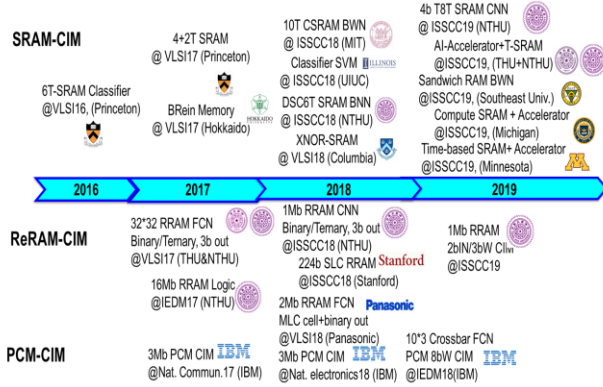 SRAM-CIM
6T-SRAM Classifier
@VLSI16, (Princeton)
4+2T SRAM
@ VLSI17 (Princeton)
BRein Memory
@ VLSI17 (Hokkaido)
HOKKAIDO
10T CSRAM BWN
@ ISSCC18 (MIT)
Classifier SVM
@ ISSCC18 (UIUC)
ILLINOIS
DSC6T SRAM BNN
@ ISSCC18 (NTHU)
XNOR-SRAM
@ VLSI18 (Columbia)
4b T8T SRAM CNN
@ ISSCC19 (NTHU)
AI-Accelerator+T-SRAM
@ISSCC19, (THU+NTHU)
Sandwich RAM BWN
@ISSCC19, (Southeast Univ.)
Compute SRAM + Accelerator
@ISSCC19, (Michigan)
Time-based SRAM+ Accelerator
@ISSCC19, (Minnesota)
M
2016
2017
2018
2019
ReRAM-CIM
32*32 RRAM FCN
Binary/Ternary, 3b out
@VLSI17 (THU&NTHU)
16Mb RRAM Logic
@IEDM17 (NTHU)
1Mb RRAM CNN
Binary/Ternary, 3b out
@ISSCC18 (NTHU)
224b SLC RRAM
@ISSCC18 (Stanford)
Stanford
2Mb RRAM FCN
MLC cell+binary out
@VLSI18 (Panasonic)
Panasonic
1Mb RRAM
2bIN/3bW CIM
@ISSCC19
PCM-CIM
3Mb PCM CIM
@Nat. Commun.17 (IBM)
IBM
3Mb PCM CIM
@Nat. electronics18 (IBM)
IBM
10*3 Crossbar FCN
PCM 8bW CIM
@IEDM18(IBM)
IBM